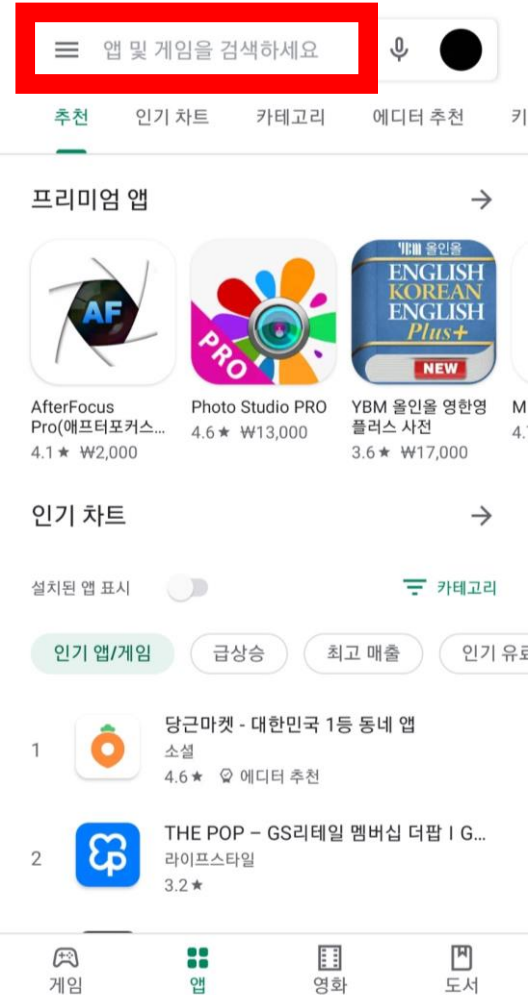 앱 및 게임을 검색하세요
추천 인기 차트 카테고리 에디터 추천 키
프리미엄 앱
AF
PRO
YBM 올인올
ENGLISH
KOREAN
ENGLISH
Plus+
NEW
AfterFocus
Pro(애프터포커스...
4.1★ ₩2,000
Photo Studio PRO
4.6★ ₩13,000
YBM 올인올 영한영
플러스 사전
3.6★ ₩17,000
M
4.
인기 차트
설치된 앱 표시
카테고리
인기 앱/게임 급상승 최고 매출 인기 유료
1
당근마켓 - 대한민국 1등 동네 앱
소셜
4.6★ 에디터 추천
2
THE POP – GS리테일 멤버십 더팝 I G...
라이프스타일
3.2★
게임 앱 영화 도서